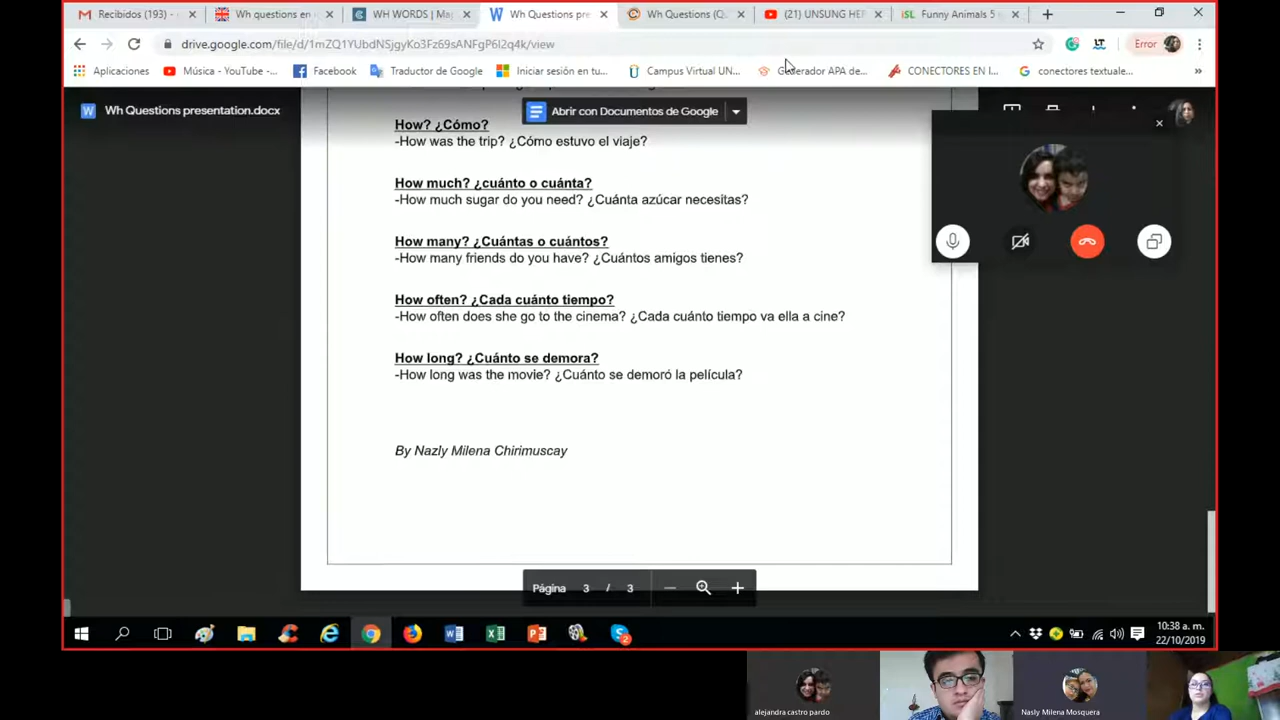 Recibidos (193) -
Wh questions en
WH WORDS | Ma
Wh Questions pre
Wh Questions (Q
(21) UNSUNG HE
Funny Animals 5
drive.google.com/file/d/1mZQ1YUbtNSjgyKo3Fz69sANFgP6l2q4k/view
Error
Aplicaciones
Música - YouTube -...
Facebook
Traductor de Google
Iniciar sesión en tu...
Campus Virtual UN...
Generador APA de...
CONECTORES EN I...
conectores textuale...
»
Wh Questions presentation.docx
Abrir con Documentos de Google
How? ¿Cómo?
-How was the trip? ¿Cómo estuvo el viaje?
How much? ¿cuánto o cuánta?
-How much sugar do you need? ¿Cuánta azúcar necesitas?
How many? ¿Cuántas o cuántos?
-How many friends do you have? ¿Cuántos amigos tienes?
How often? ¿Cada cuánto tiempo?
-How often does she go to the cinema? ¿Cada cuánto tiempo va ella a cine?
How long? ¿Cuánto se demora?
-How long was the movie? ¿Cuánto se demoró la película?
By Nazly Milena Chirimuscay
Página 3 / 3
10:38 a. m.
22/10/2019
alejandra castro pardo
Nasly Milena Mosquera